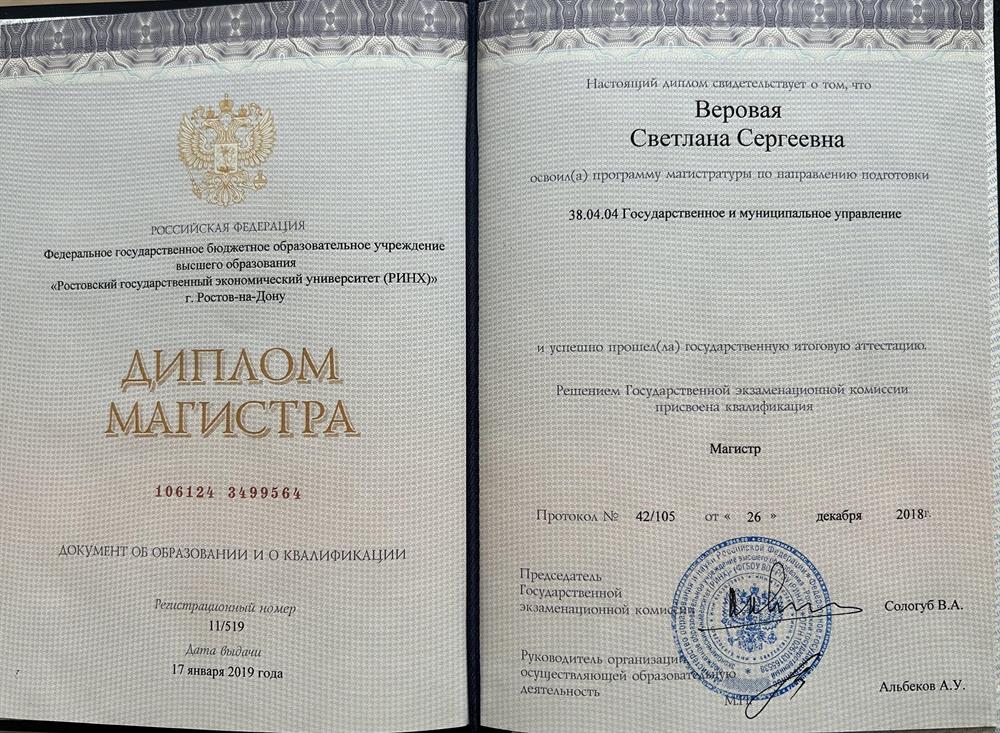 РОССИЙСКАЯ ФЕДЕРАЦИЯ
Федеральное государственное бюджетное образовательное учреждение
высшего образования
«Ростовский государственный экономический университет (РИНХ)»
г. Ростов-на-Дону
ДИПЛОМ
МАГИСТРА
106124 3499564
ДОКУМЕНТ ОБ ОБРАЗОВАНИИ И О КВАЛИФИКАЦИИ
Регистрационный номер
11/519
Дата выдачи
17 января 2019 года
Настоящий диплом свидетельствует о том, что
Веровая
Светлана Сергеевна
освоил(а) программу магистратуры по направлению подготовки
38.04.04 Государственное и муниципальное управление
и успешно прошел(ла) государственную итоговую аттестацию.
Решением Государственной экзаменационной комиссии
присвоена квалификация
Магистр
Протокол № 42/105 от « 26 » декабря 2018г.
Председатель
Государственной
экзаменационной комиссии
Сологуб В.А.
Руководитель организации,
осуществляющей образовательную
деятельность
Альбеков А.У.
М.П.